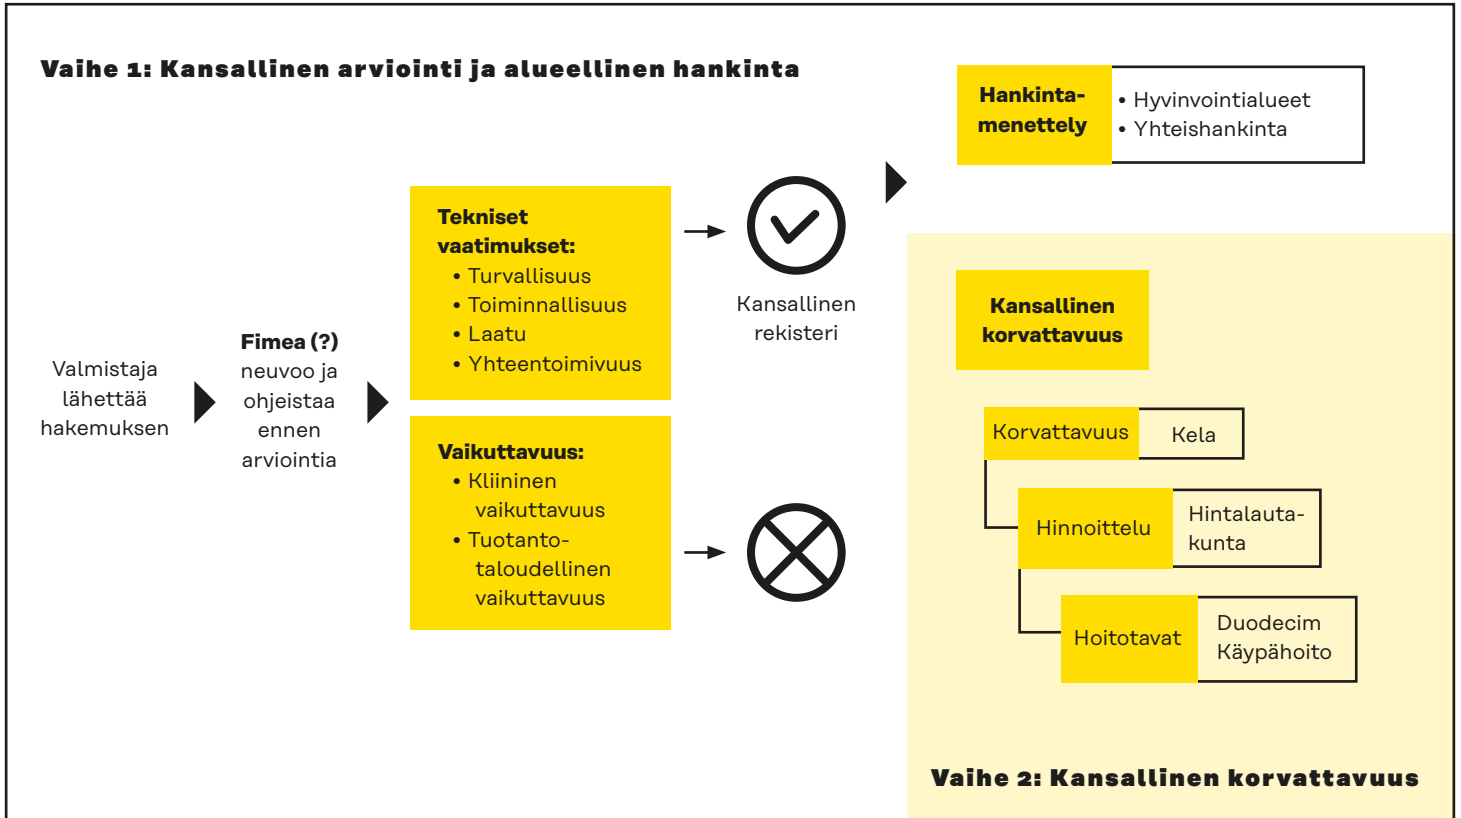 Vaihe 1: Kansallinen arviointi ja alueellinen hankinta
Valmistaja
lähettää
hakemuksen
Fimea (?)
neuvoo ja
ohjeistaa
ennen
arviointia
Tekniset
vaatimukset:
• Turvallisuus
• Toiminnallisuus
• Laatu
• Yhteentoimivuus
Vaikuttavuus:
• Kliininen
vaikuttavuus
• Tuotanto-
taloudellinen
vaikuttavuus
Kansallinen
rekisteri
Hankinta-
menettely
• Hyvinvointialueet
• Yhteishankinta
Kansallinen
korvattavuus
Korvattavuus
Kela
Hinnoittelu
Hintalauta-
kunta
Hoitotavat
Duodecim
Käypähoito
Vaihe 2: Kansallinen korvattavuus